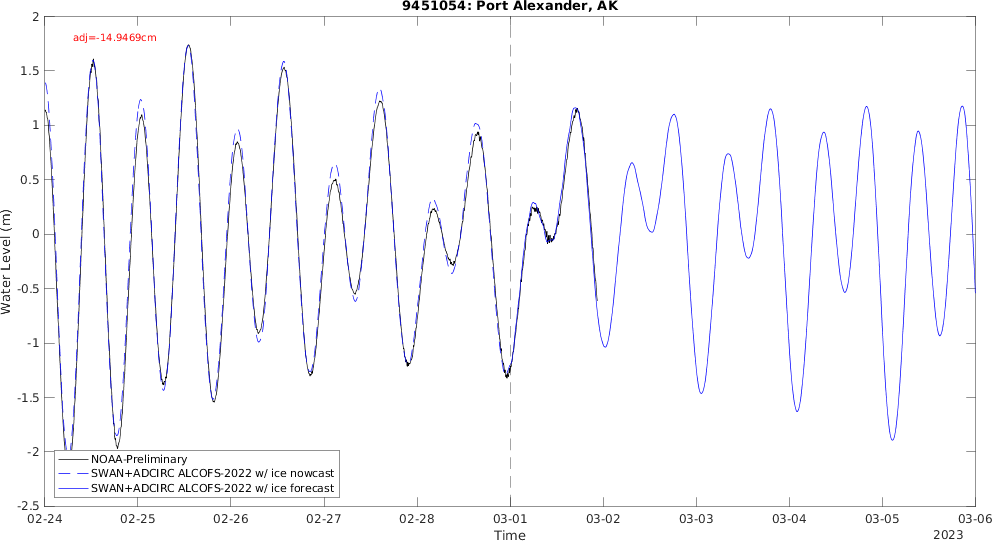 9451054: Port Alexander, AK
adj=-14.9469cm
2
1.5
1
0.5
0
-0.5
-1
-1.5
-2
-2.5
Water Level (m)
NOAA-Preliminary
SWAN+ADCIRC ALCOFS-2022 w/ ice nowcast
SWAN+ADCIRC ALCOFS-2022 w/ ice forecast
02-24 02-25 02-26 02-27 02-28 03-01 03-02 03-03 03-04 03-05 03-06
Time
2023